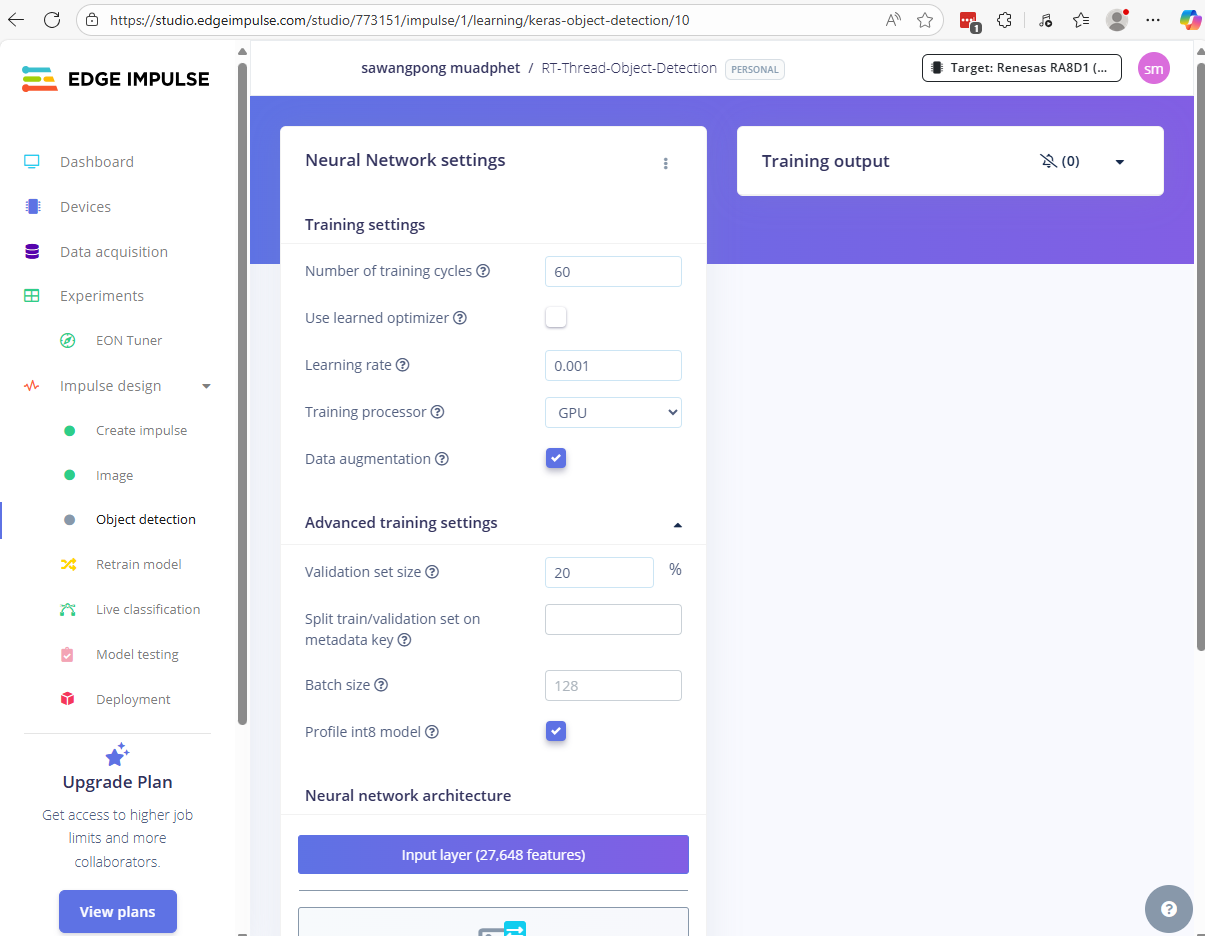 https://studio.edgeimpulse.com/studio/773151/impulse/1/learning/keras-object-detection/10
1
EDGE IMPULSE
Dashboard
Devices
Data acquisition
Experiments
EON Tuner
Impulse design
Create impulse
Image
Object detection
Retrain model
Live classification
Model testing
Deployment
Upgrade Plan
Get access to higher job
limits and more
collaborators.
View plans
sawangpong muadphet / RT-Thread-Object-Detection PERSONAL
Target: Renesas RA8D1 (...
sm
Neural Network settings
Training settings
Number of training cycles ? 60
Use learned optimizer ?
Learning rate ? 0.001
Training processor ? GPU
Data augmentation ?
Advanced training settings
Validation set size ? 20 %
Split train/validation set on
metadata key ?
Batch size ? 128
Profile int8 model ?
Neural network architecture
Input layer (27,648 features)
Training output (0)
?